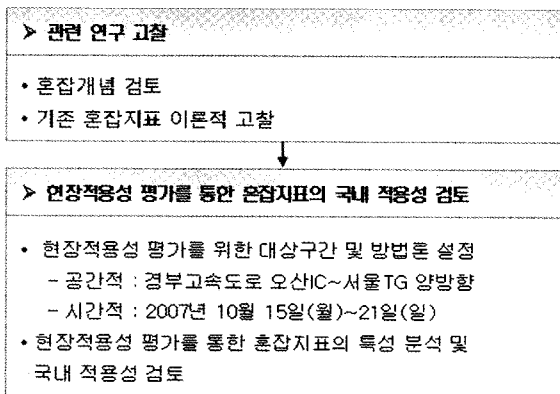 ➤ 관련 연구 고찰
• 혼잡개념 검토
• 기존 혼잡지표 이론적 고찰
➤ 현장적용성 평가를 통한 혼잡지표의 국내 적용성 검토
• 현장적용성 평가를 위한 대상구간 및 방법론 설정
- 공간적 : 경부고속도로 오산IC~서울TG 양방향
- 시간적 : 2007년 10월 15일(월)~21일(일)
• 현장적용성 평가를 통한 혼잡지표의 특성 분석 및
국내 적용성 검토